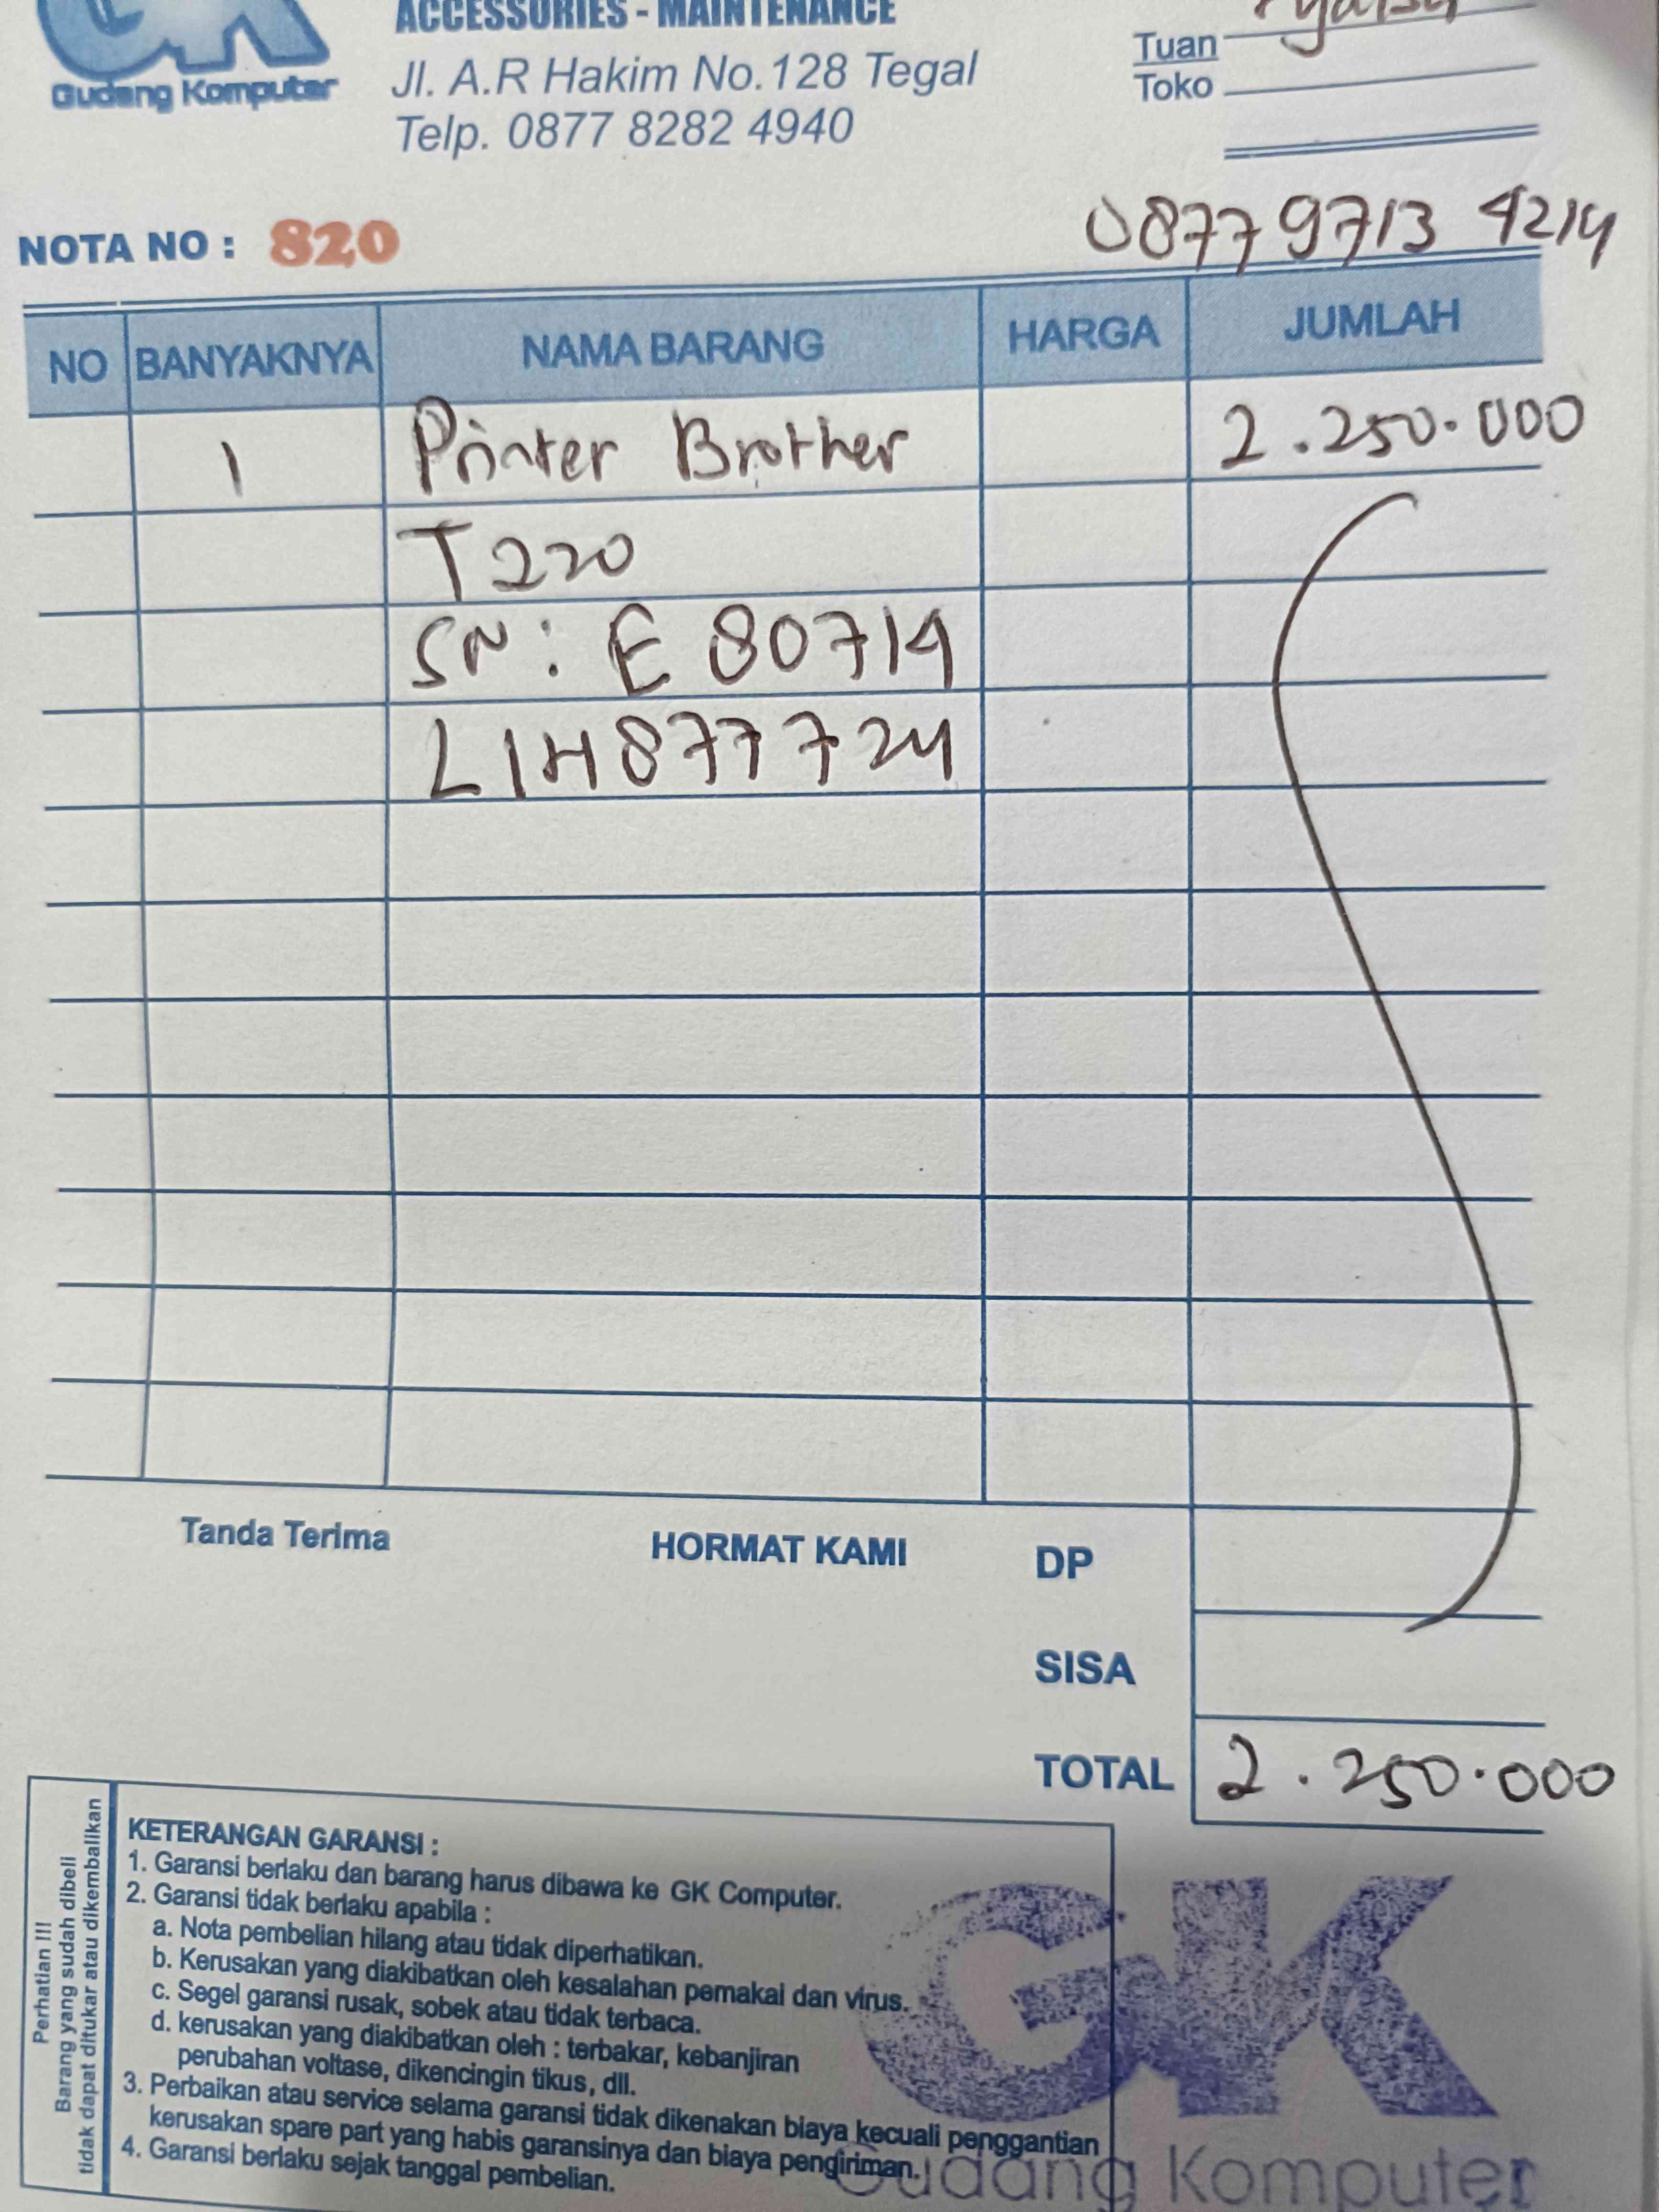 ACCESSORIES - MAINTENANCE
Gudang Komputer
Jl. A.R Hakim No.128 Tegal
Telp. 0877 8282 4940
Tuan
Toko
NOTA NO : 820
0877 9713 4214
NO BANYAKNYA NAMA BARANG HARGA JUMLAH
1 Printer Brother 2.250.000
T220
SN : E 80714
L1H877724
Tanda Terima HORMAT KAMI DP
SISA
TOTAL 2.250.000
Perhatian !!!
Barang yang sudah dibeli
tidak dapat ditukar atau dikembalikan
KETERANGAN GARANSI :
1. Garansi berlaku dan barang harus dibawa ke GK Computer.
2. Garansi tidak berlaku apabila :
a. Nota pembelian hilang atau tidak diperhatikan.
b. Kerusakan yang diakibatkan oleh kesalahan pemakai dan virus.
c. Segel garansi rusak, sobek atau tidak terbaca.
d. kerusakan yang diakibatkan oleh : terbakar, kebanjiran
perubahan voltase, dikencingin tikus, dll.
3. Perbaikan atau service selama garansi tidak dikenakan biaya kecuali penggantian
kerusakan spare part yang habis garansinya dan biaya pengiriman.
4. Garansi berlaku sejak tanggal pembelian.
GK
Gudang Komputer